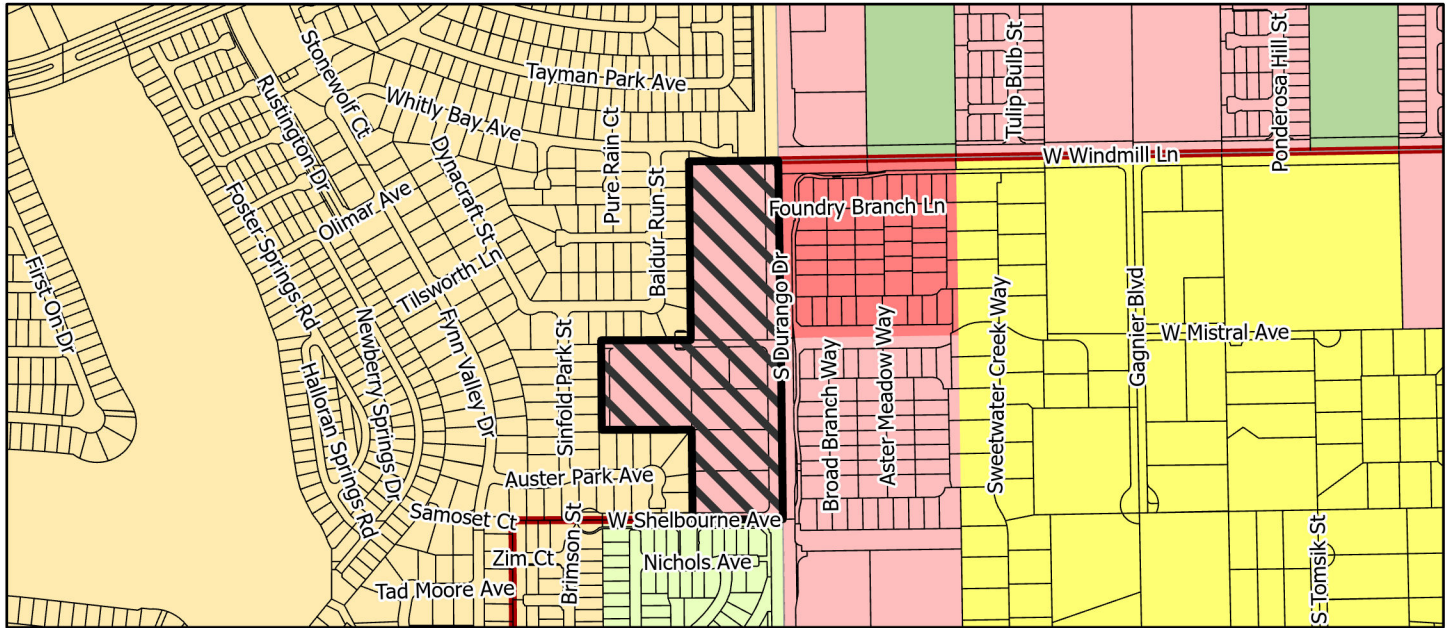 Stonewolf Ct
Tayman Park Ave
Tulip Bulb St
Ponderosa Hill St
Rustington Dr
Whitly Bay Ave
Pure Rain Ct
Dynacraft St
W Windmill Ln
Foster Springs Rd
Olimar Ave
Baldur Run St
Foundry Branch Ln
First On Dr
Tilsworth Ln
S Durango Dr
Sweetwater Creek Way
Gagnier Blvd
W Mistral Ave
Newberry Springs Dr
Fynn Valley Dr
Sinfold Park St
Broad Branch Way
Aster Meadow Way
Halloran Springs Rd
Auster Park Ave
Samoset Ct
W Shelbourne Ave
Zim Ct
Brimson St
Nichols Ave
Tad Moore Ave
S Tomsik St